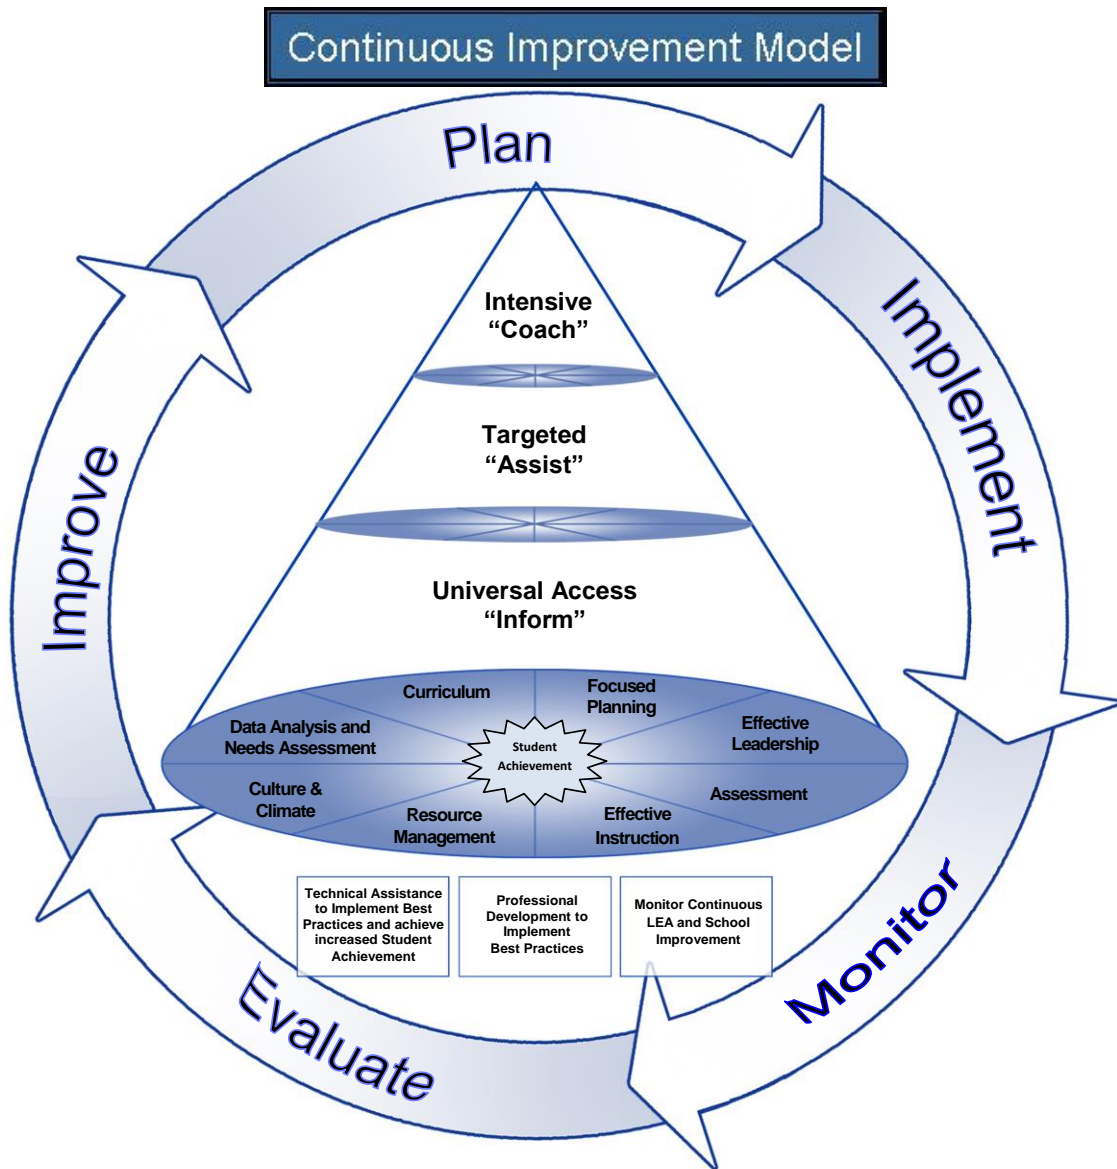 Continuous Improvement Model
Plan
Implement
Monitor
Evaluate
Improve
Intensive
“Coach”
Targeted
“Assist”
Universal Access
“Inform”
Curriculum
Focused
Planning
Data Analysis and
Needs Assessment
Effective
Leadership
Student
Achievement
Culture &
Climate
Assessment
Resource
Management
Effective
Instruction
Technical Assistance
to Implement Best
Practices and achieve
increased Student
Achievement
Professional
Development to
Implement
Best Practices
Monitor Continuous
LEA and School
Improvement